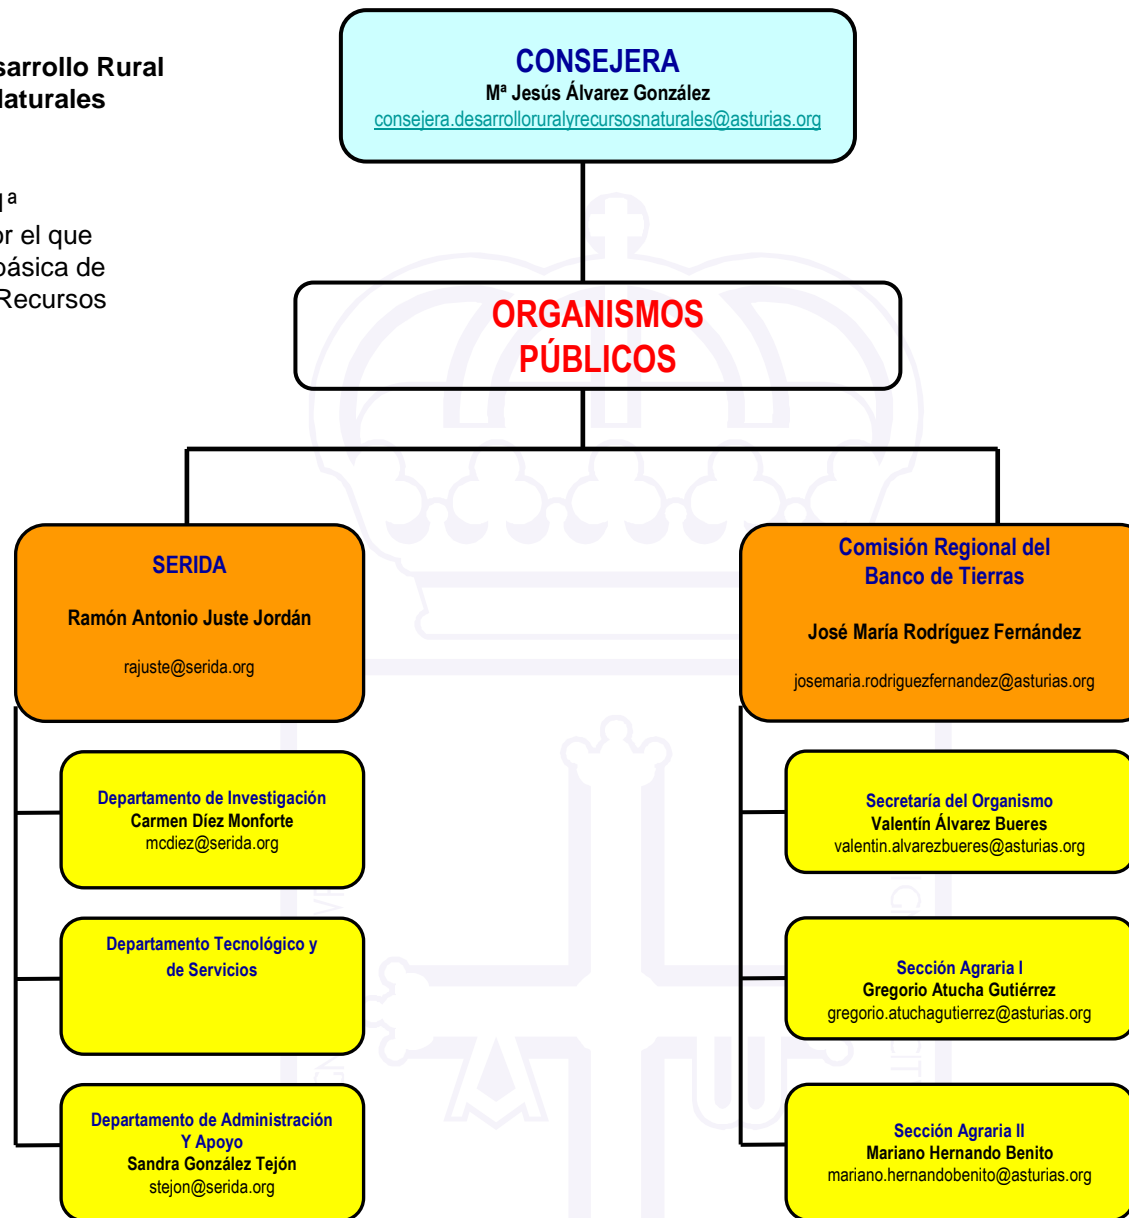 sarrollo Rural
Naturales
1ª
or el que
básica de
Recursos
CONSEJERA
Mª Jesús Álvarez González
consejera.desarrolloruralyrecursosnaturales@asturias.org
ORGANISMOS
PÚBLICOS
SERIDA
Ramón Antonio Juste Jordán
rajuste@serida.org
Departamento de Investigación
Carmen Díez Monforte
mcdiez@serida.org
Departamento Tecnológico y
de Servicios
Departamento de Administración
Y Apoyo
Sandra González Tejón
stejon@serida.org
Comisión Regional del
Banco de Tierras
José María Rodríguez Fernández
josemaria.rodriguezfernandez@asturias.org
Secretaría del Organismo
Valentín Álvarez Bueres
valentin.alvarezbueres@asturias.org
Sección Agraria I
Gregorio Atucha Gutiérrez
gregorio.atuchagutierrez@asturias.org
Sección Agraria II
Mariano Hernando Benito
mariano.hernandobenito@asturias.org